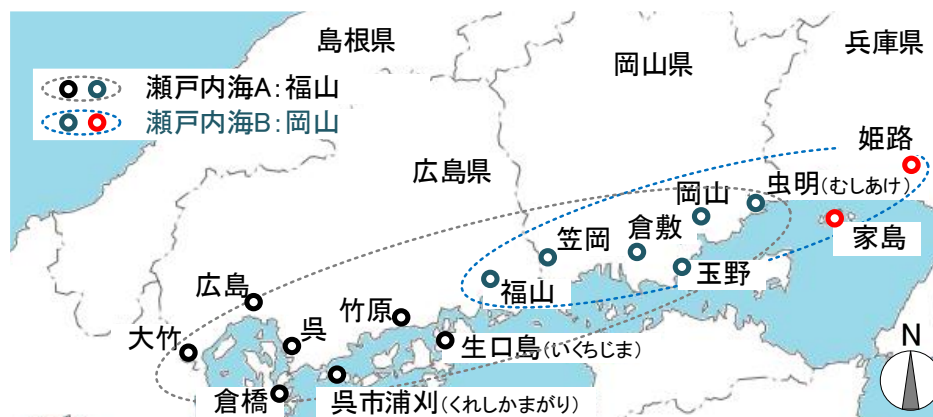 島根県
岡山県
兵庫県
瀬戸内海A:福山
瀬戸内海B:岡山
姫路
広島県
岡山
虫明(むしあけ)
倉敷
家島
笠岡
玉野
福山
広島
竹原
呉
大竹
生口島(いくちじま)
N
倉橋
呉市浦刈(くれしかまがり)